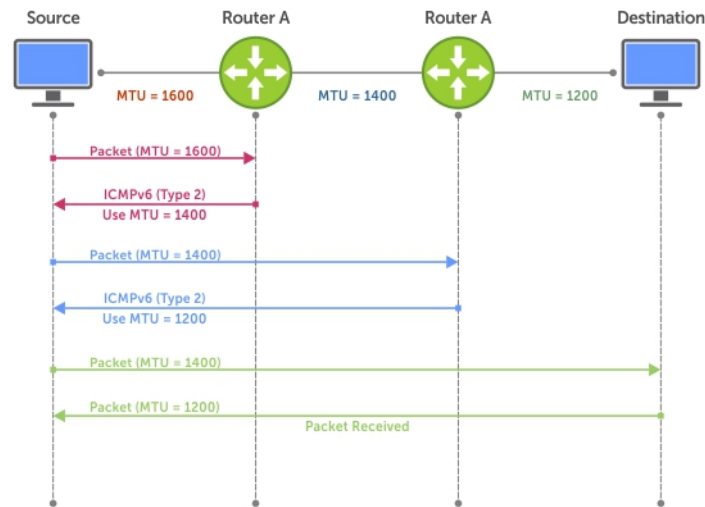 Source
Router A
Router A
Destination
MTU = 1600
MTU = 1400
MTU = 1200
Packet (MTU = 1600)
ICMPv6 (Type 2)
Use MTU = 1400
Packet (MTU = 1400)
ICMPv6 (Type 2)
Use MTU = 1200
Packet (MTU = 1400)
Packet (MTU = 1200)
Packet Received